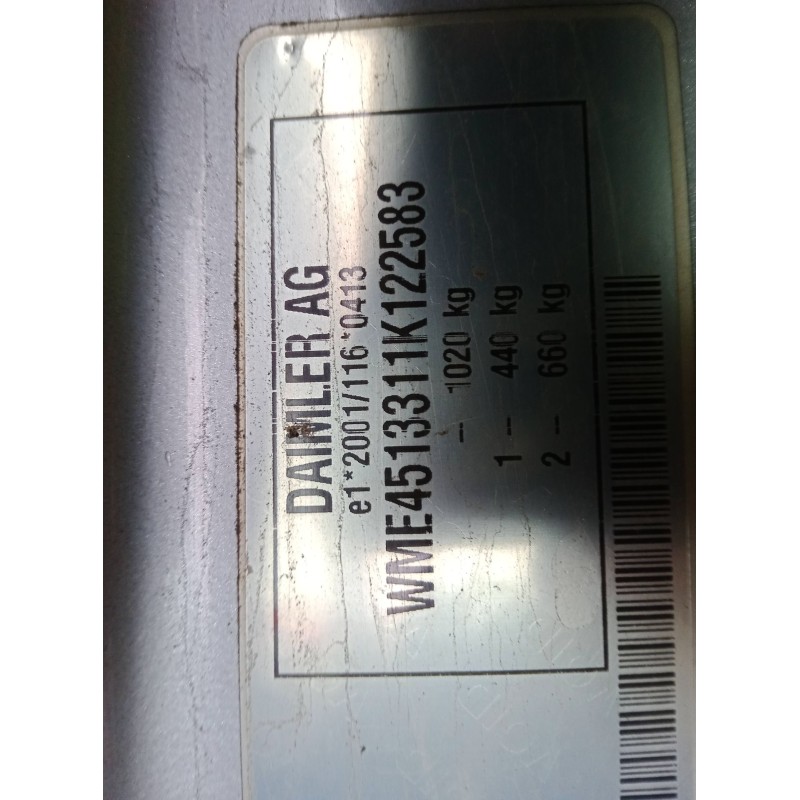 DAIMLER AG
e1*2001/116*0413
WME4513311K122583
-- 1020 kg
1 -- 440 kg
2 -- 660 kg